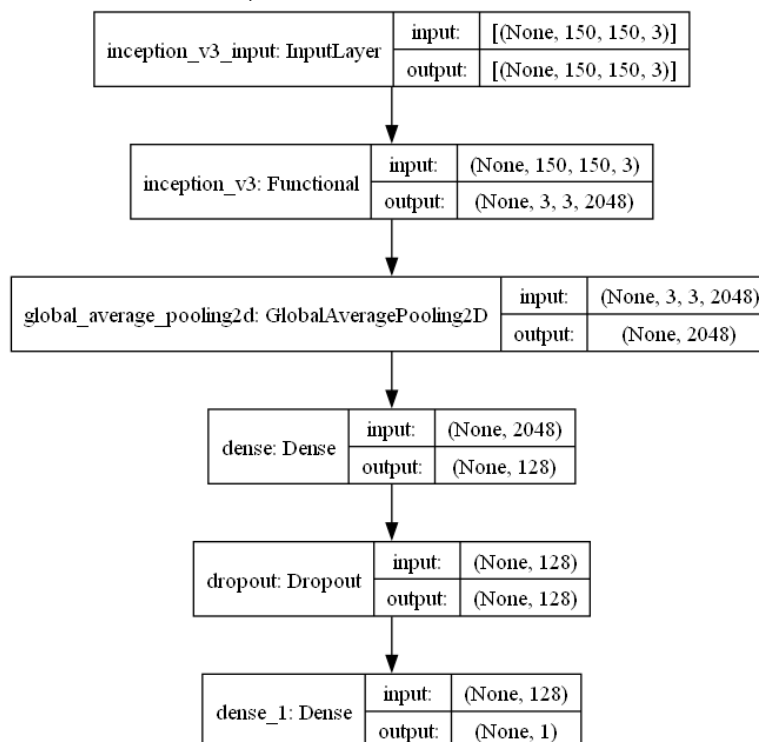 inception_v3_input: InputLayer
input: [(None, 150, 150, 3)]
output: [(None, 150, 150, 3)]
inception_v3: Functional
input: (None, 150, 150, 3)
output: (None, 3, 3, 2048)
global_average_pooling2d: GlobalAveragePooling2D
input: (None, 3, 3, 2048)
output: (None, 2048)
dense: Dense
input: (None, 2048)
output: (None, 128)
dropout: Dropout
input: (None, 128)
output: (None, 128)
dense_1: Dense
input: (None, 128)
output: (None, 1)